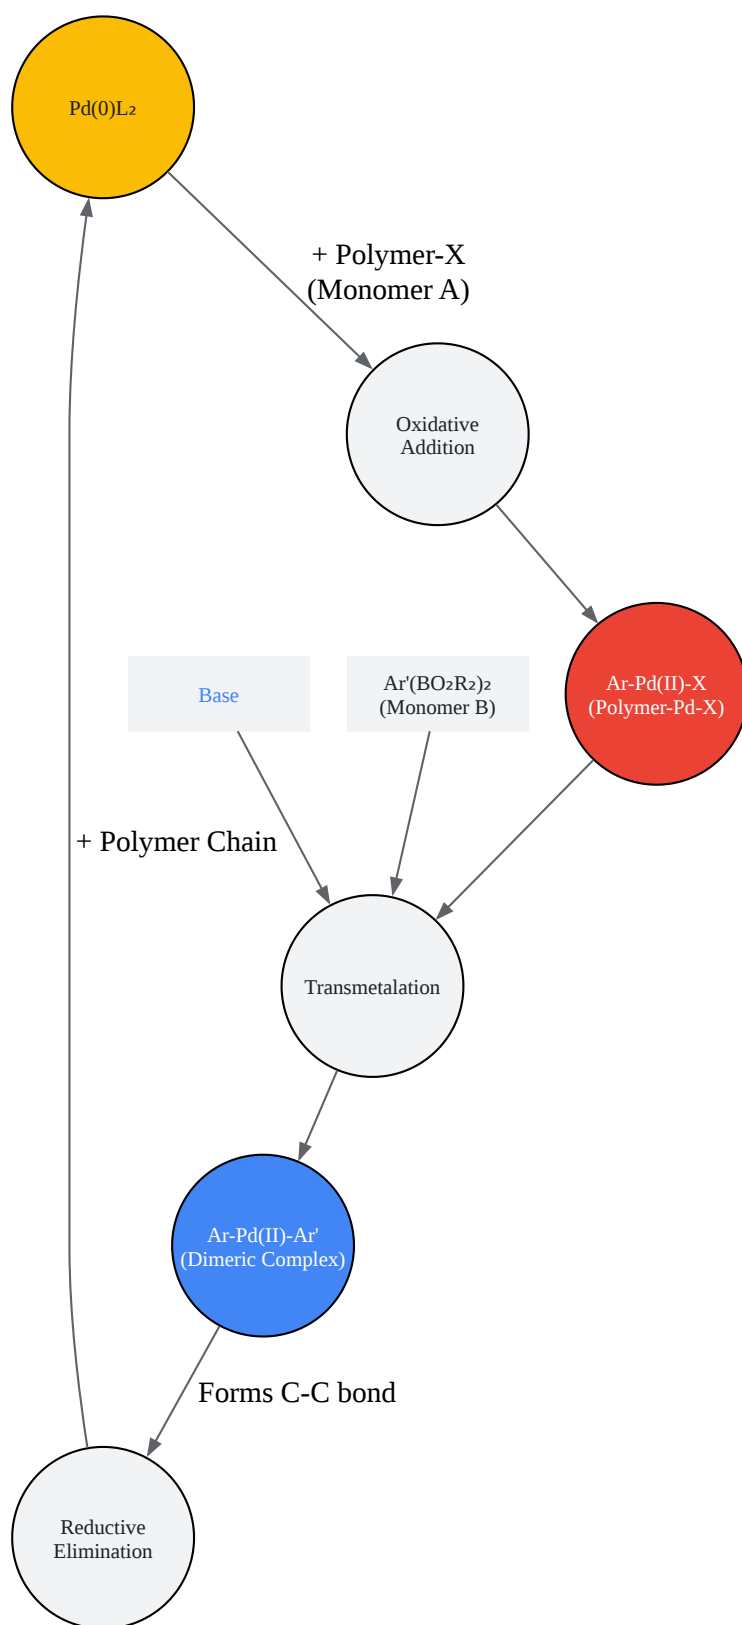 Pd(0)L₂
+ Polymer-X
(Monomer A)
Oxidative
Addition
Ar-Pd(II)-X
(Polymer-Pd-X)
Base
Ar'(BO₂R₂)₂
(Monomer B)
+ Polymer Chain
Transmetalation
Ar-Pd(II)-Ar'
(Dimeric Complex)
Forms C-C bond
Reductive
Elimination